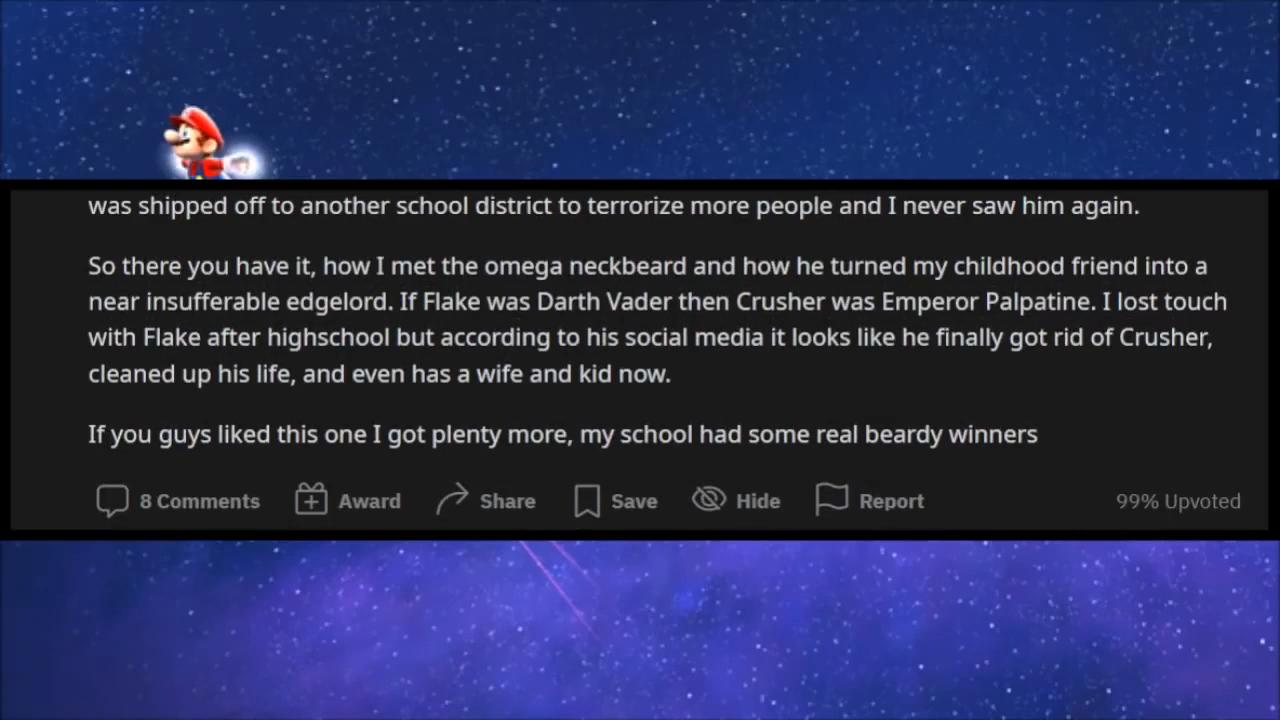 was shipped off to another school district to terrorize more people and I never saw him again.
So there you have it, how I met the omega neckbeard and how he turned my childhood friend into a
near insufferable edgelord. If Flake was Darth Vader then Crusher was Emperor Palpatine. I lost touch
with Flake after highschool but according to his social media it looks like he finally got rid of Crusher,
cleaned up his life, and even has a wife and kid now.
If you guys liked this one I got plenty more, my school had some real beardy winners
8 Comments Award Share Save Hide Report 99% Upvoted